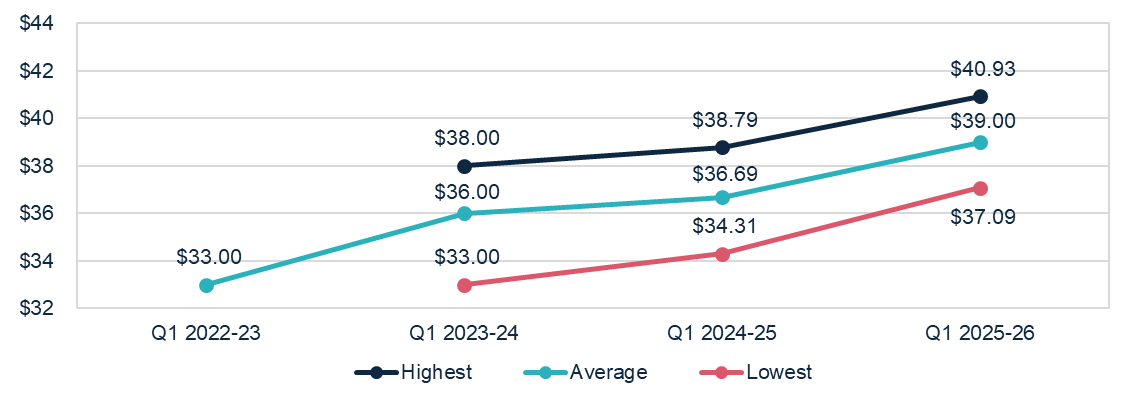 $44
$42
$40
$38
$36
$34
$32
$40.93
$39.00
$38.79
$38.00
$36.69
$36.00
$37.09
$34.31
$33.00
$33.00
Q1 2022-23
Q1 2023-24
Q1 2024-25
Q1 2025-26
Highest
Average
Lowest